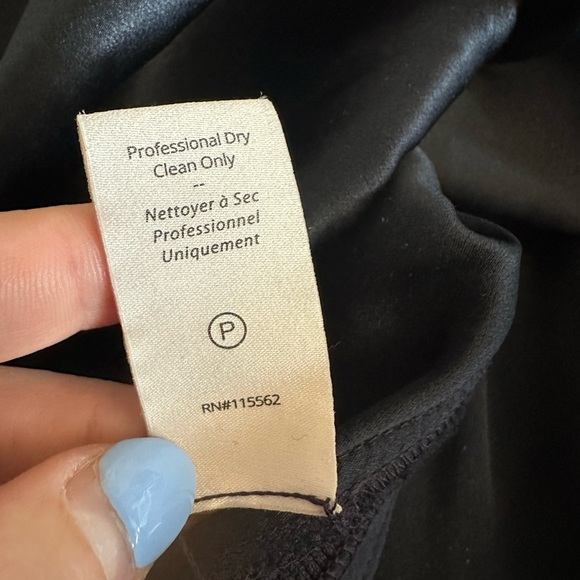 Professional Dry
Clean Only
--
Nettoyer à Sec
Professionnel
Uniquement
P
RN#115562